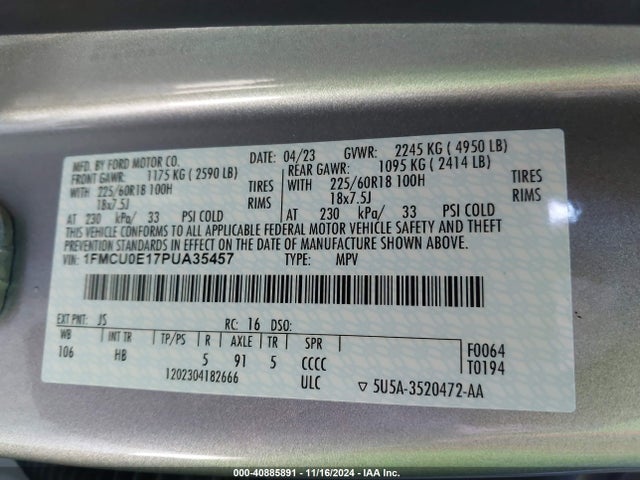 MFD. BY FORD MOTOR CO.
DATE: 04/23 GVWR: 2245 KG ( 4950 LB)
FRONT GAWR: 1175 KG ( 2590 LB)
REAR GAWR: 1095 KG ( 2414 LB)
WITH 225/60R18 100H TIRES
WITH 225/60R18 100H TIRES
18x7.5J RIMS
18x7.5J RIMS
AT 230 kPa/ 33 PSI COLD
AT 230 kPa/ 33 PSI COLD
THIS VEHICLE CONFORMS TO ALL APPLICABLE FEDERAL MOTOR VEHICLE SAFETY AND THEFT PREVENTION
STANDARDS IN EFFECT ON THE DATE OF MANUFACTURE SHOWN ABOVE.
VIN: 1FMCU0E17PUA35457 TYPE: MPV
EXT PNT: JS RC: 16 DSO:
WB INT TR TP/PS R AXLE TR SPR
106 HB 5 91 5 CCCC
F0064
T0194
1202304182666 ULC ▽ 5U5A-3520472-AA
000-40885891 - 11/16/2024 - IAA Inc.